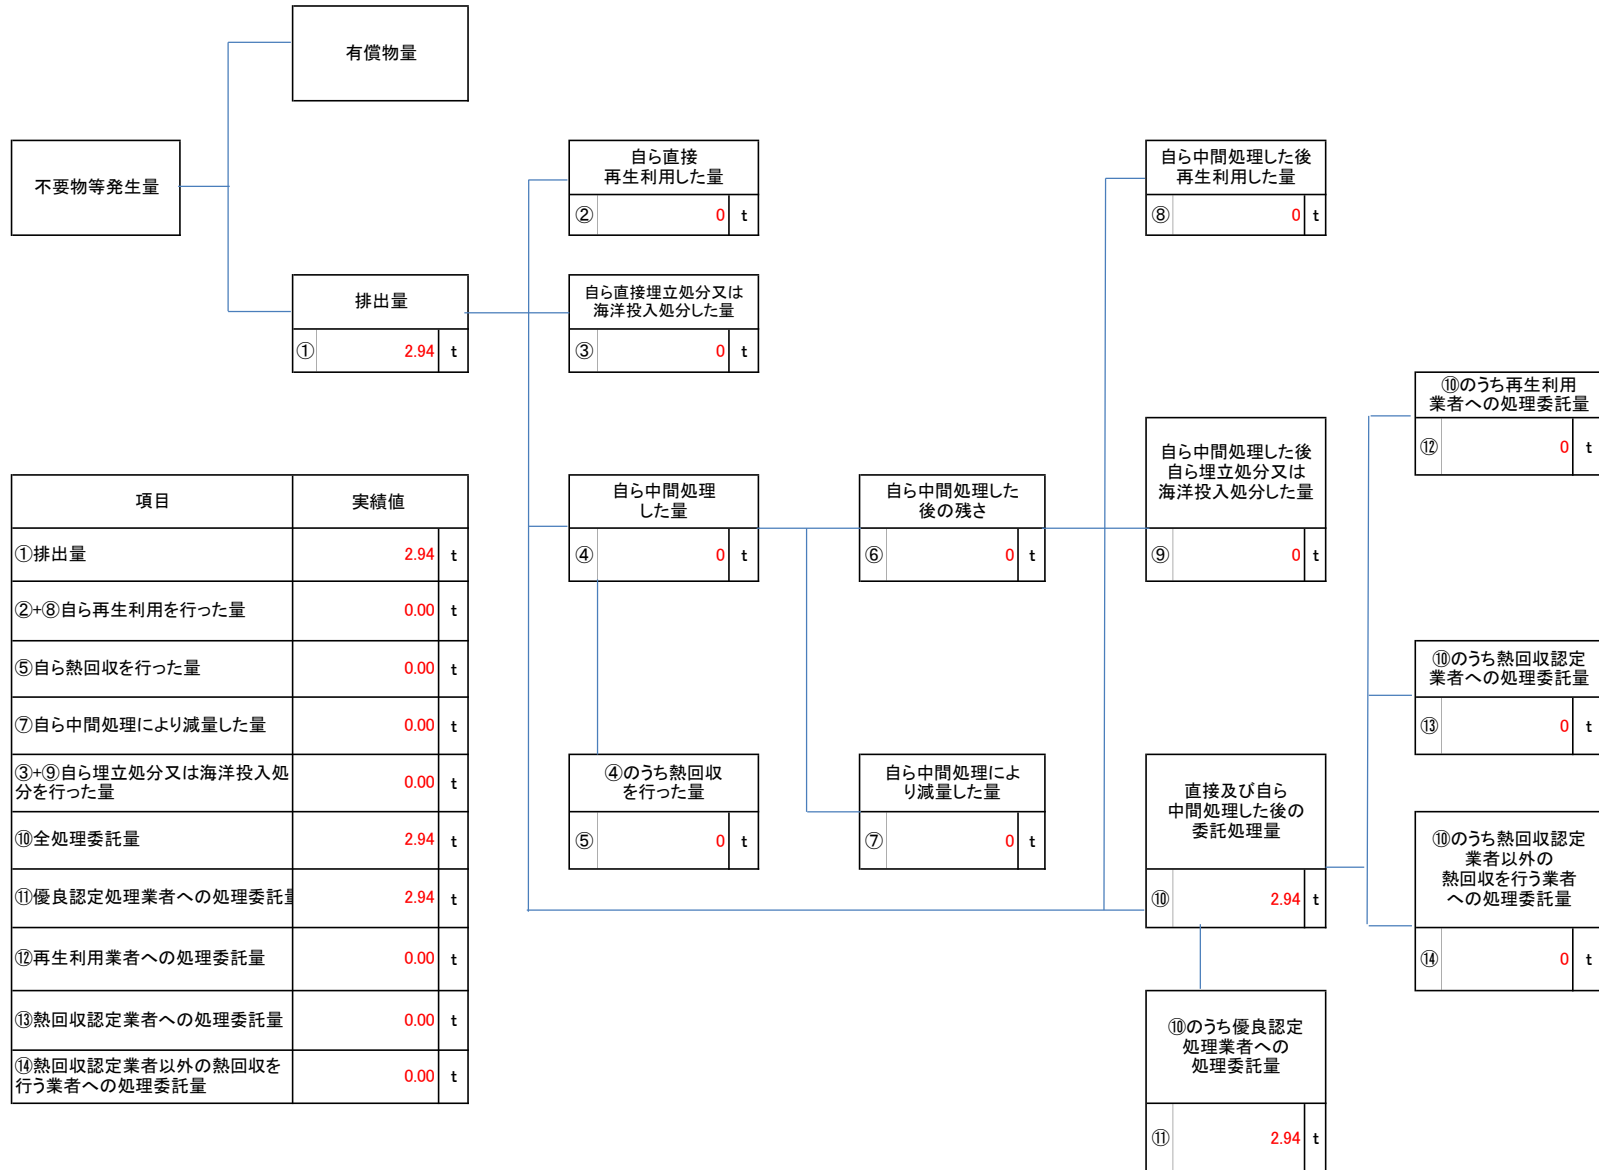 有償物量
不要物等発生量
排出量
① 2.94 t
自ら直接
再生利用した量
② 0 t
自ら直接埋立処分又は
海洋投入処分した量
③ 0 t
自ら中間処理
した量
④ 0 t
④のうち熱回収
を行った量
⑤ 0 t
自ら中間処理した
後の残さ
⑥ 0 t
自ら中間処理によ
り減量した量
⑦ 0 t
自ら中間処理した後
再生利用した量
⑧ 0 t
自ら中間処理した後
自ら埋立処分又は
海洋投入処分した量
⑨ 0 t
直接及び自ら
中間処理した後の
委託処理量
⑩ 2.94 t
⑩のうち優良認定
処理業者への
処理委託量
⑪ 2.94 t
⑩のうち再生利用
業者への処理委託量
⑫ 0 t
⑩のうち熱回収認定
業者への処理委託量
⑬ 0 t
⑩のうち熱回収認定
業者以外の
熱回収を行う業者
への処理委託量
⑭ 0 t
項目 実績値
①排出量 2.94 t
②+⑧自ら再生利用を行った量 0.00 t
⑤自ら熱回収を行った量 0.00 t
⑦自ら中間処理により減量した量 0.00 t
③+⑨自ら埋立処分又は海洋投入処
分を行った量 0.00 t
⑩全処理委託量 2.94 t
⑪優良認定処理業者への処理委託量 2.94 t
⑫再生利用業者への処理委託量 0.00 t
⑬熱回収認定業者への処理委託量 0.00 t
⑭熱回収認定業者以外の熱回収を
行う業者への処理委託量 0.00 t